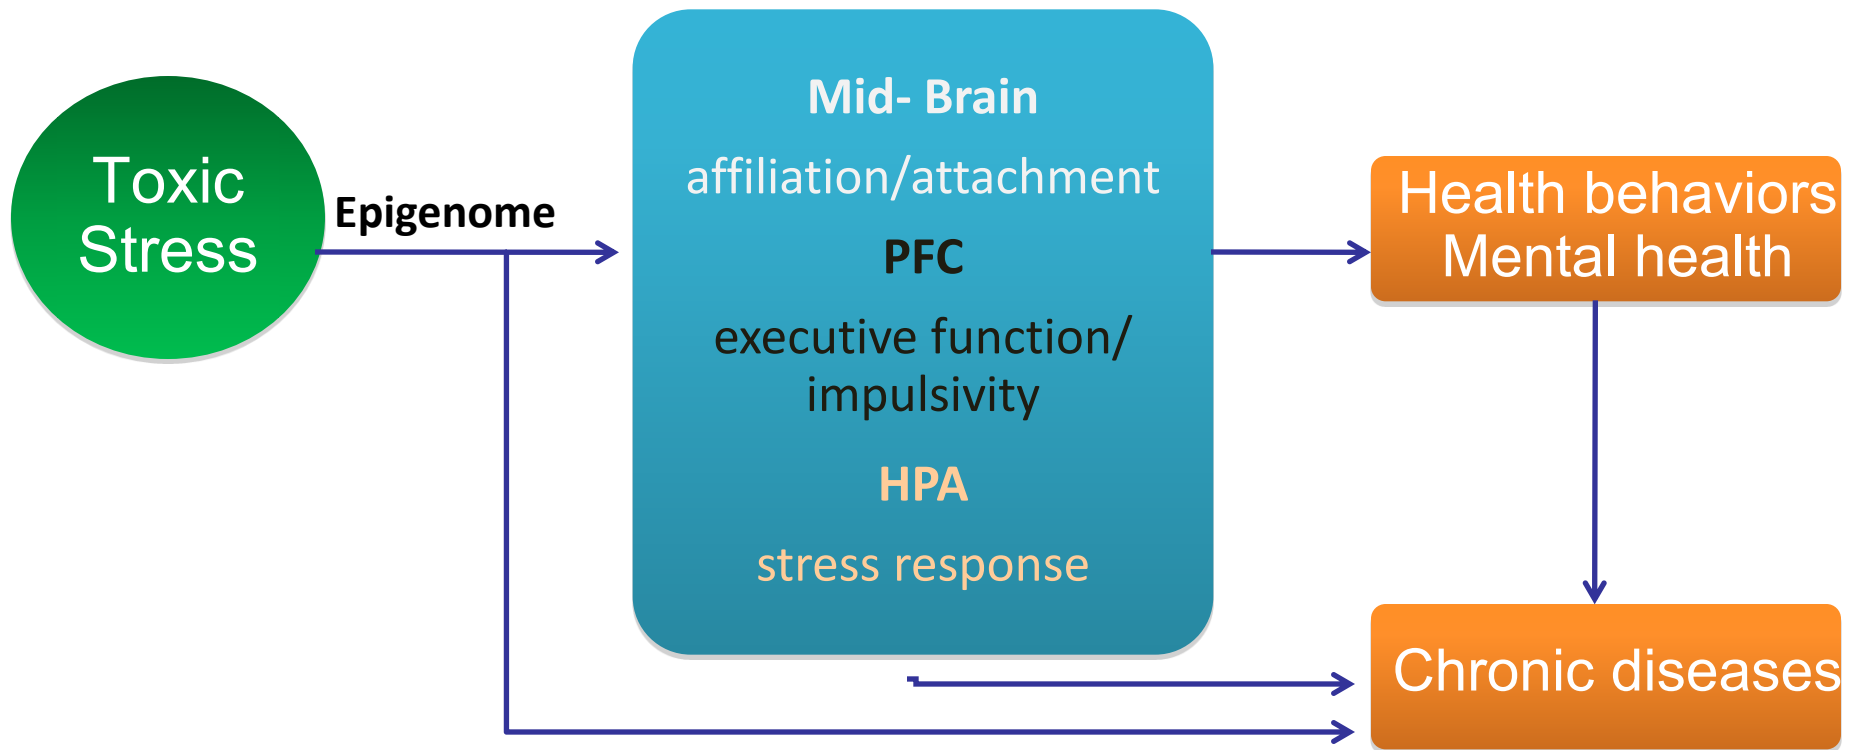 Toxic
Stress
Epigenome
Mid- Brain
affiliation/attachment
PFC
executive function/
impulsivity
HPA
stress response
Health behaviors
Mental health
Chronic diseases